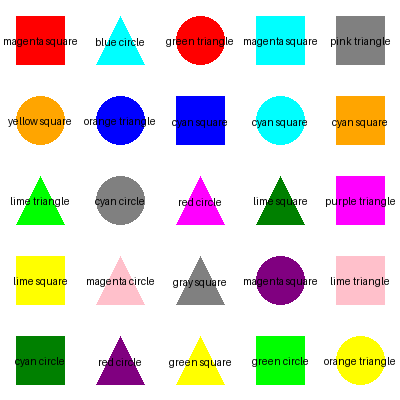 magenta square blue circle green triangle magenta square pink triangle
yellow square orange triangle cyan square cyan square cyan square
lime triangle cyan circle red circle lime square purple triangle
lime square magenta circle gray square magenta square lime triangle
cyan circle red circle green square green circle orange triangle